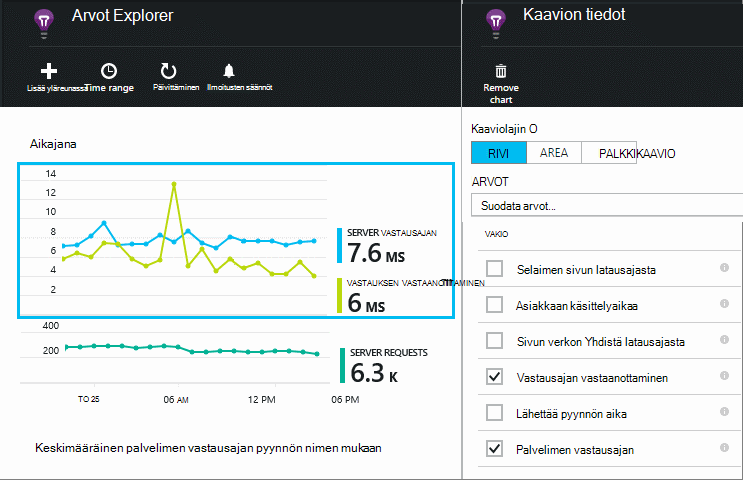 Arvot Explorer
Lisää yläreunassa
Time range
Päivittäminen
Ilmoitusten säännöt
Aikajana
14
12
10
8
6
4
2
SERVER VASTAUSAJAN
7.6 MS
VASTAUKSEN VASTAANOTTAMINEN
6 MS
400
200
SERVER REQUESTS
6.3 K
TO 25
06 AM
12 PM
06 PM
Keskimääräinen palvelimen vastausajan pyynnön nimen mukaan
Kaavion tiedot
Remove
chart
Kaaviolajin O
RIVI
AREA
PALKKIKAAVIO
ARVOT
Suodata arvot...
VAKIO
Selaimen sivun latausajasta
Asiakkaan käsittelyaikaa
Sivun verkon Yhdistä latausajasta
Vastausajan vastaanottaminen
Lähettää pyynnön aika
Palvelimen vastausajan